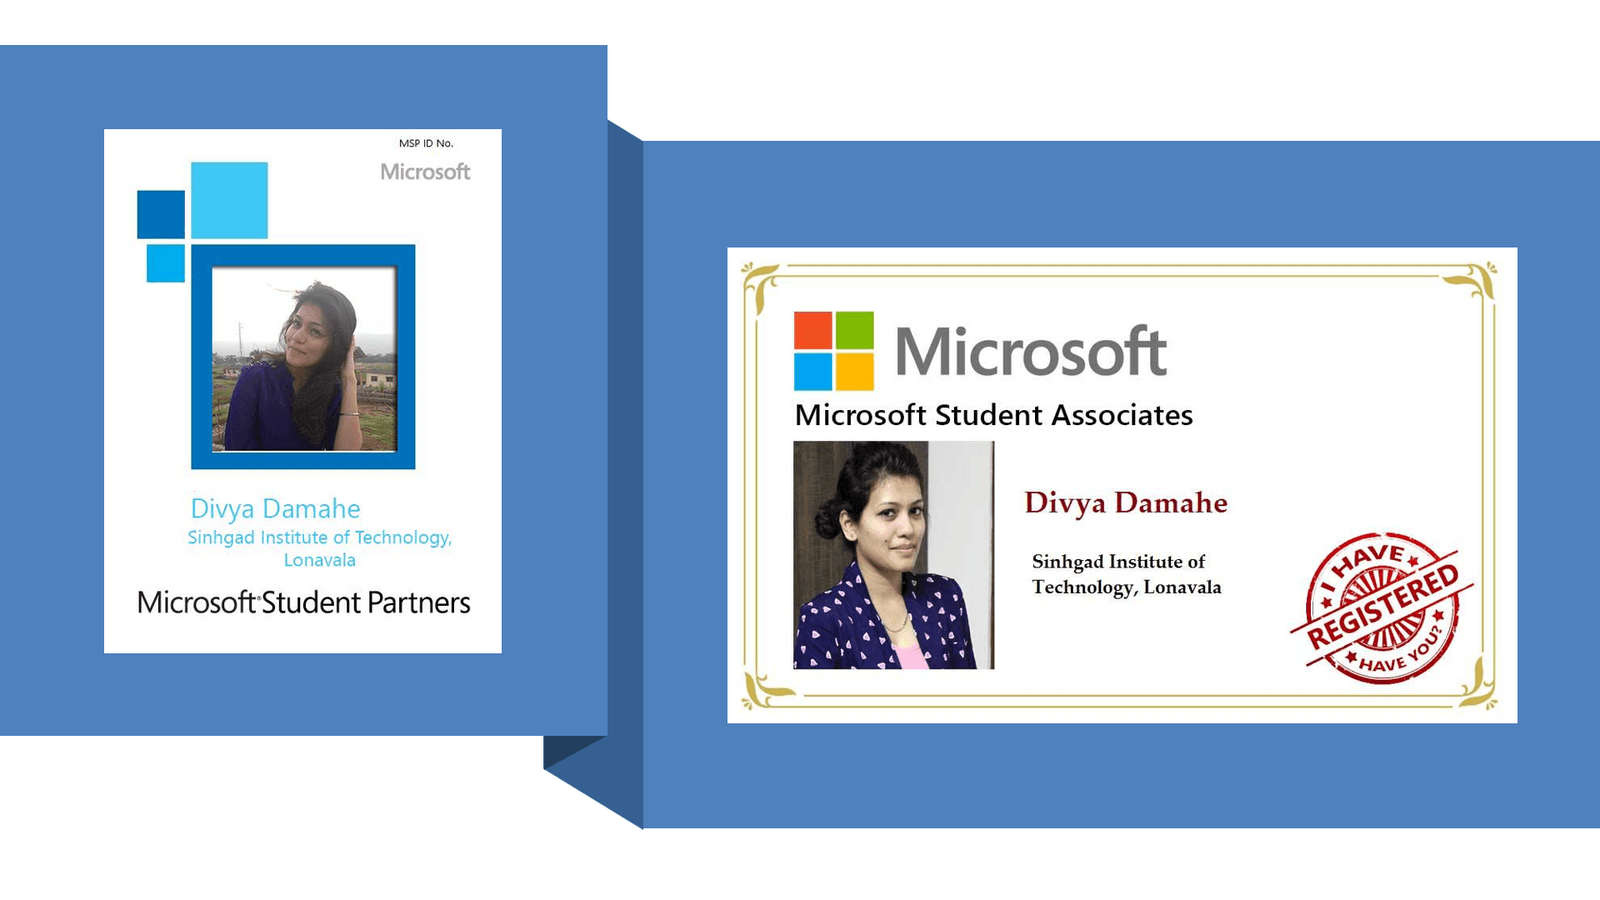 MSP ID No.
Microsoft
Divya Damahe
Sinhgad Institute of Technology,
Lonavala
Microsoft®Student Partners
Microsoft
Microsoft Student Associates
Divya Damahe
Sinhgad Institute of
Technology, Lonavala
I HAVE
REGISTERED
HAVE YOU?